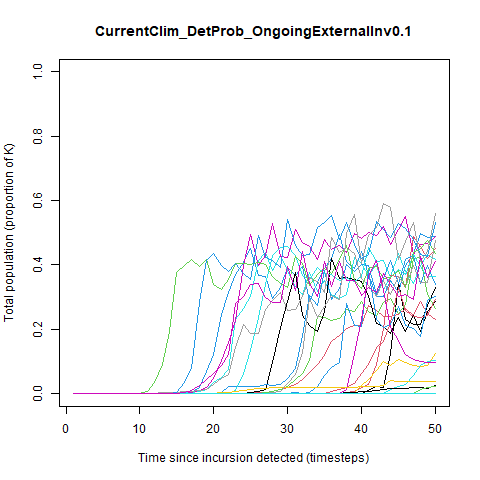 CurrentClim_DetProb_OngoingExternalInv0.1
Total population (proportion of K)
1.0
0.8
0.6
0.4
0.2
0.0
0 10 20 30 40 50
Time since incursion detected (timesteps)